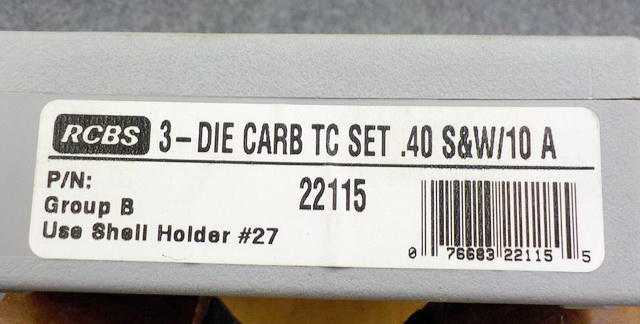 RCBS 3-DIE CARB TC SET .40 S&W/10 A
P/N: 22115
Group B
Use Shell Holder #27
0 76683 22115 5